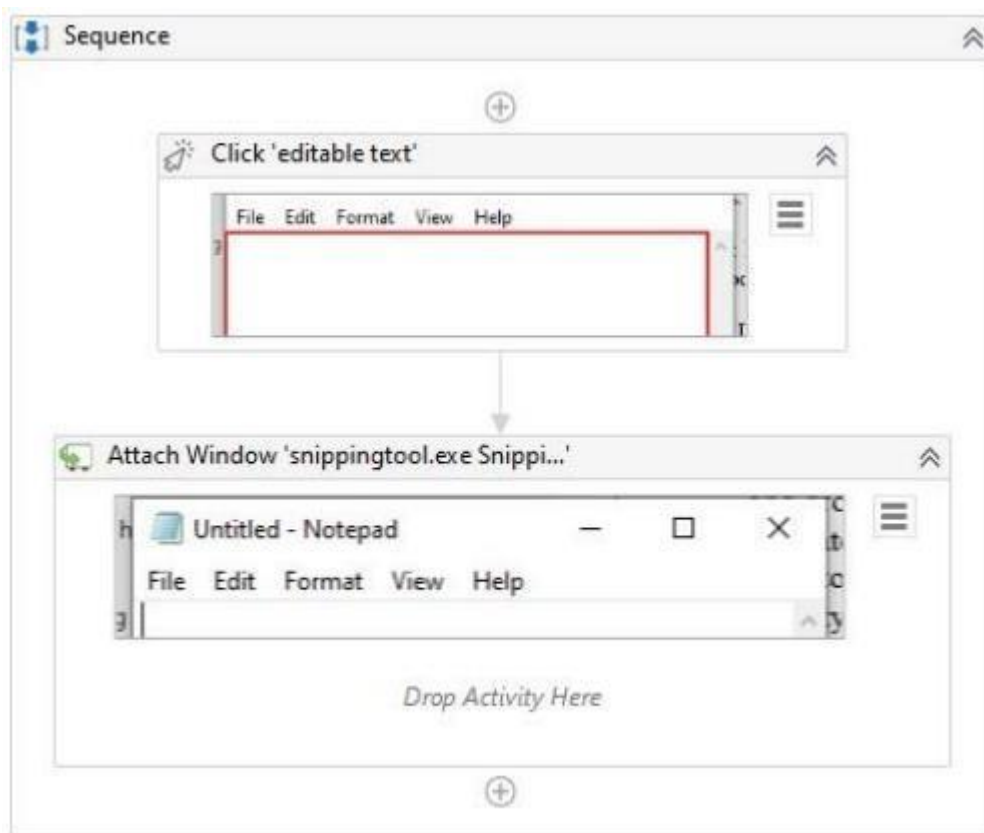 Sequence
Click 'editable text'
File Edit Format View Help
Attach Window 'snippingtool.exe Snippi...'
Untitled - Notepad
File Edit Format View Help
Drop Activity Here